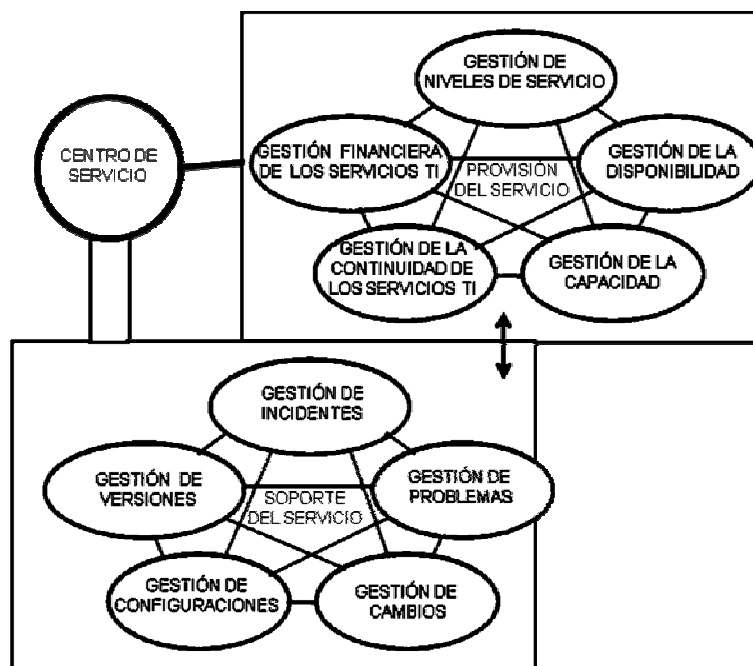 GESTIÓN DE
NIVELES DE SERVICIO
CENTRO DE
SERVICIO
GESTIÓN FINANCIERA
DE LOS SERVICIOS TI
PROVISIÓN
DEL SERVICIO
GESTIÓN DE LA
DISPONIBILIDAD
GESTIÓN DE LA
CONTINUIDAD DE
LOS SERVICIOS TI
GESTIÓN DE LA
CAPACIDAD
GESTIÓN DE
INCIDENTES
GESTIÓN DE
VERSIONES
SOPORTE
DEL SERVICIO
GESTIÓN DE
PROBLEMAS
GESTIÓN DE
CONFIGURACIONES
GESTIÓN DE
CAMBIOS